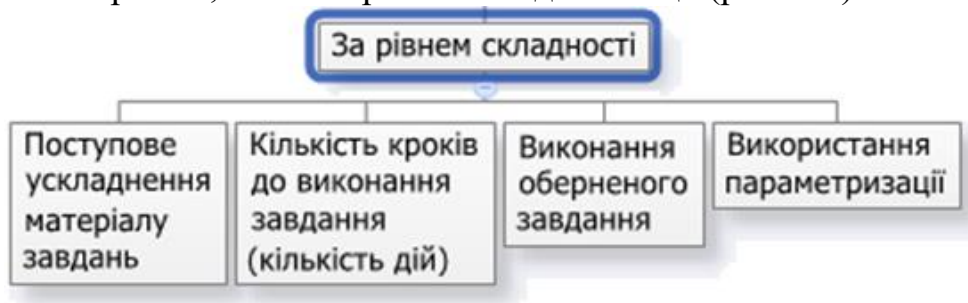 За рівнем складності
Поступове
ускладнення
матеріалу
завдань
Кількість кроків
до виконання
завдання
(кількість дій)
Виконання
оберненого
завдання
Використання
параметризації